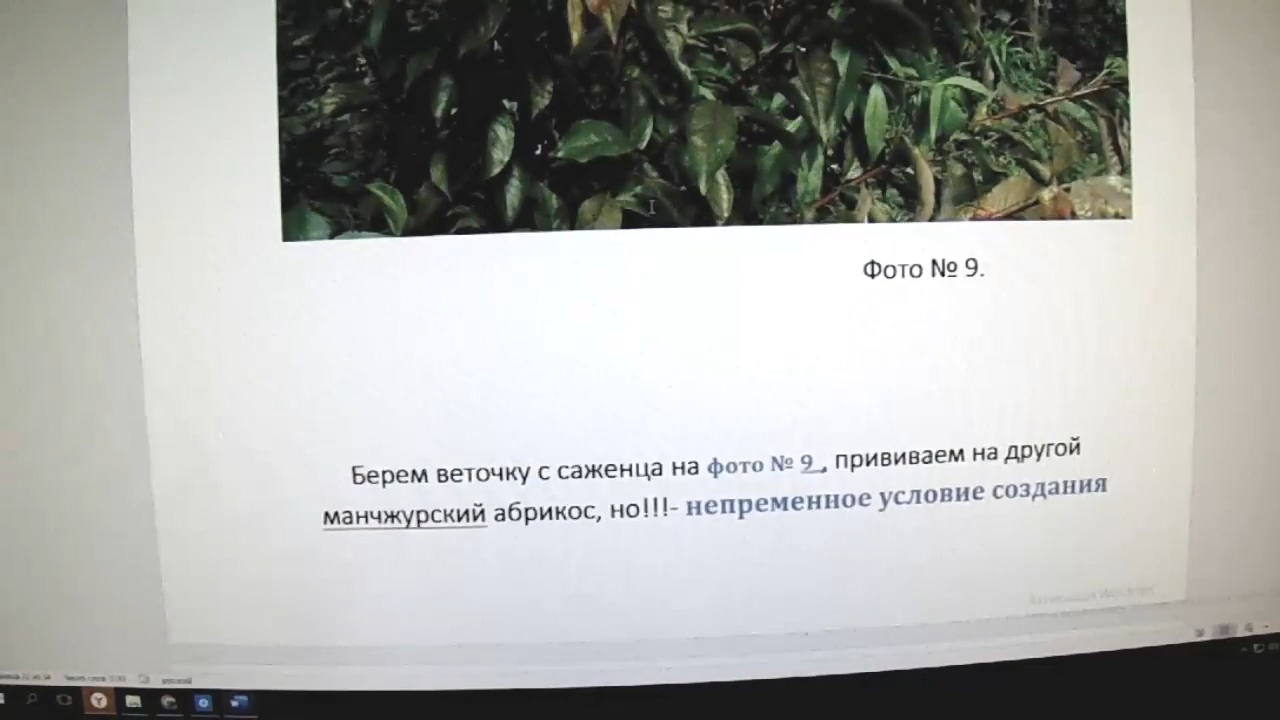 Фото № 9.
Берем веточку с саженца на фото № 9 , прививаем на другой
манчжурский абрикос, но!!!- непременное условие создания